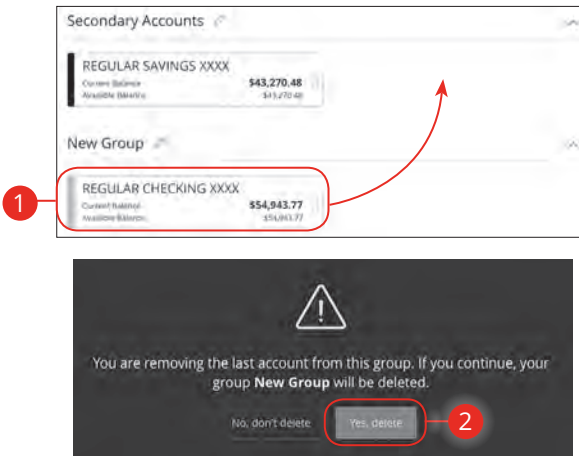 Secondary Accounts
REGULAR SAVINGS XXXX
Current Balance $43,270.48
Available Balance $43,270.48
New Group
1
REGULAR CHECKING XXXX
Current Balance $54,943.77
Available Balance $54,943.77
You are removing the last account from this group. If you continue, your
group New Group will be deleted.
No, don't delete Yes, delete 2